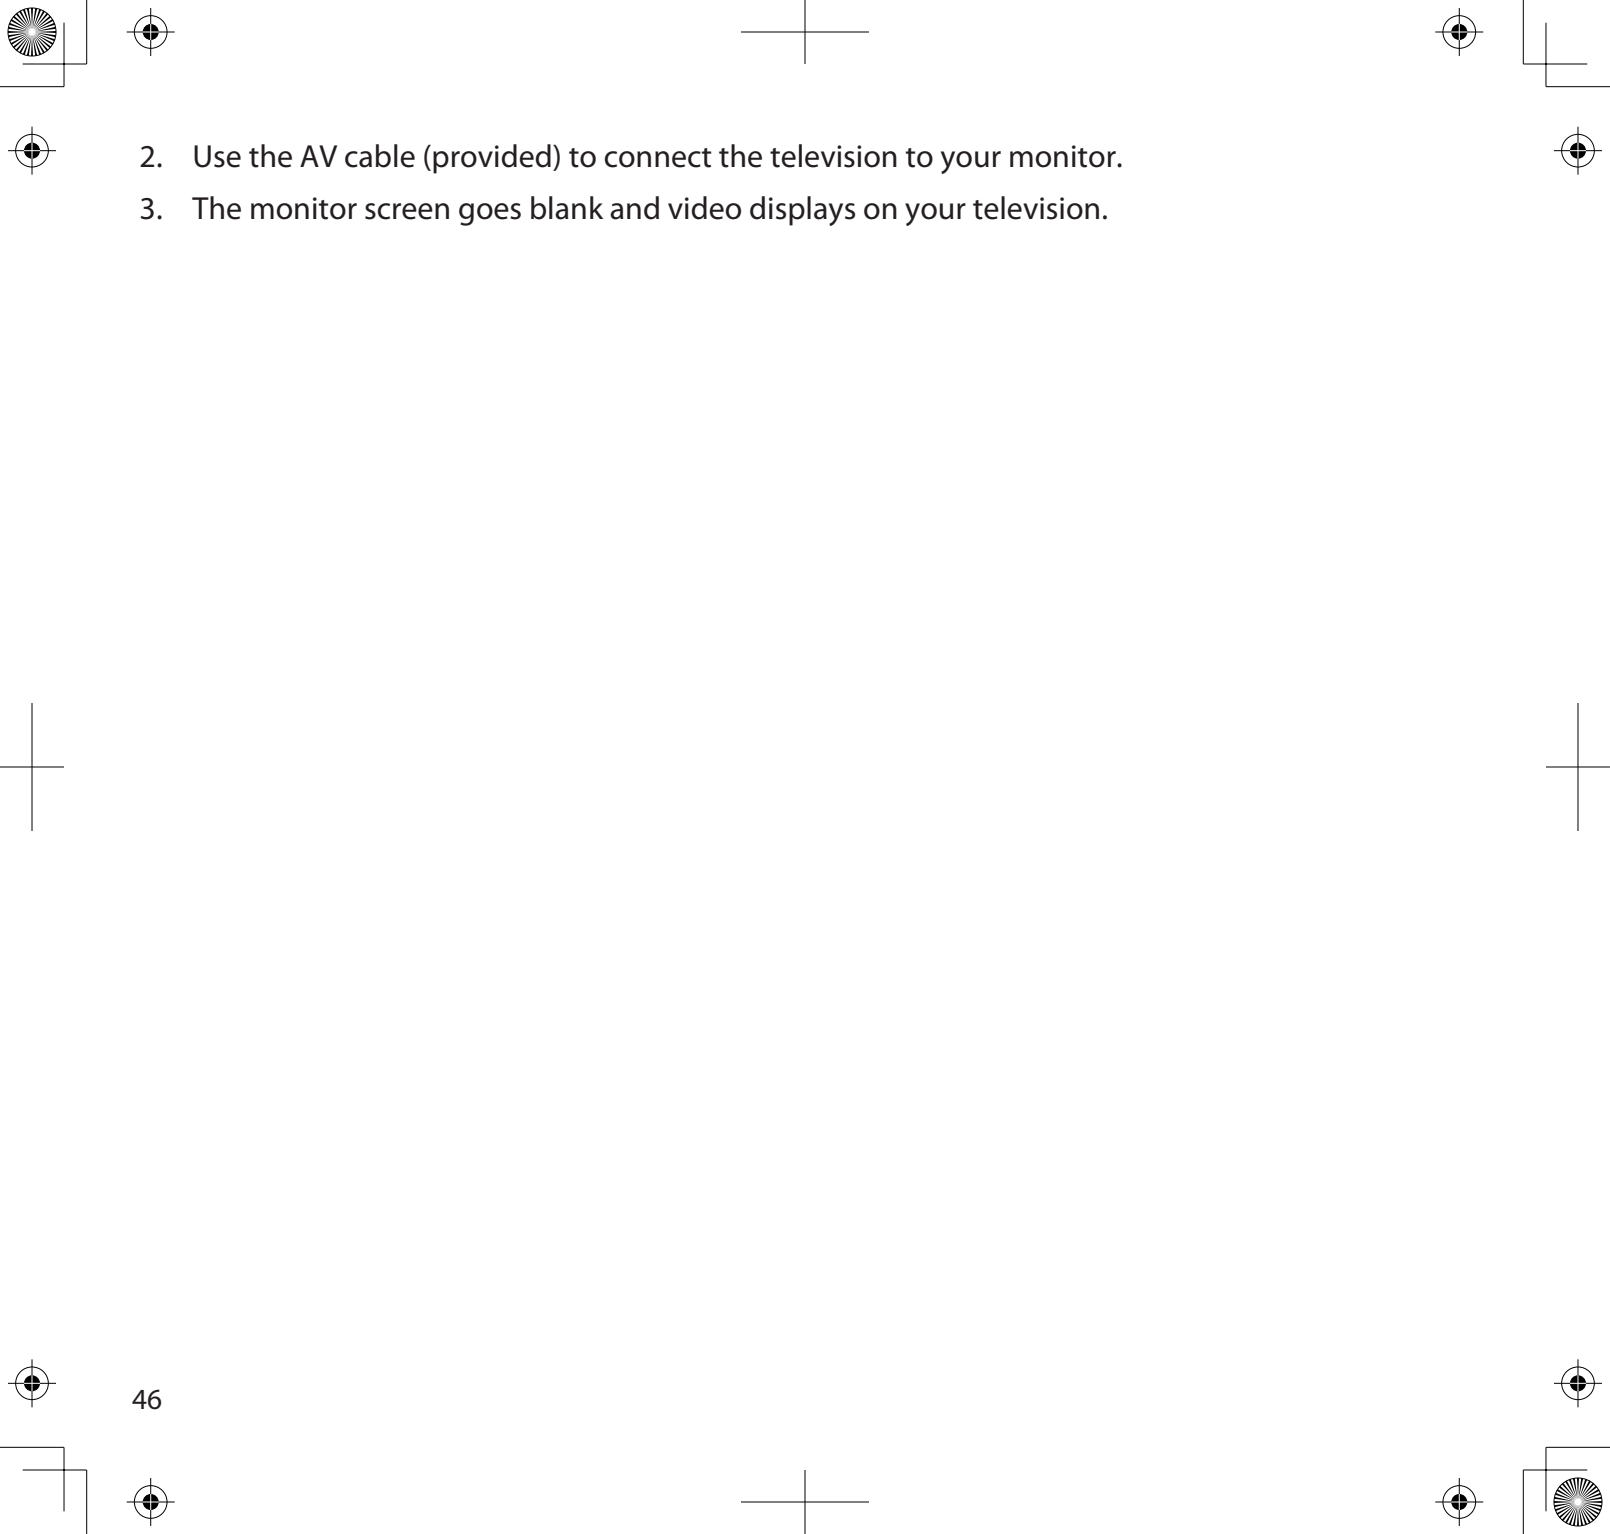 2. Use the AV cable (provided) to connect the television to your monitor.
3. The monitor screen goes blank and video displays on your television.
46